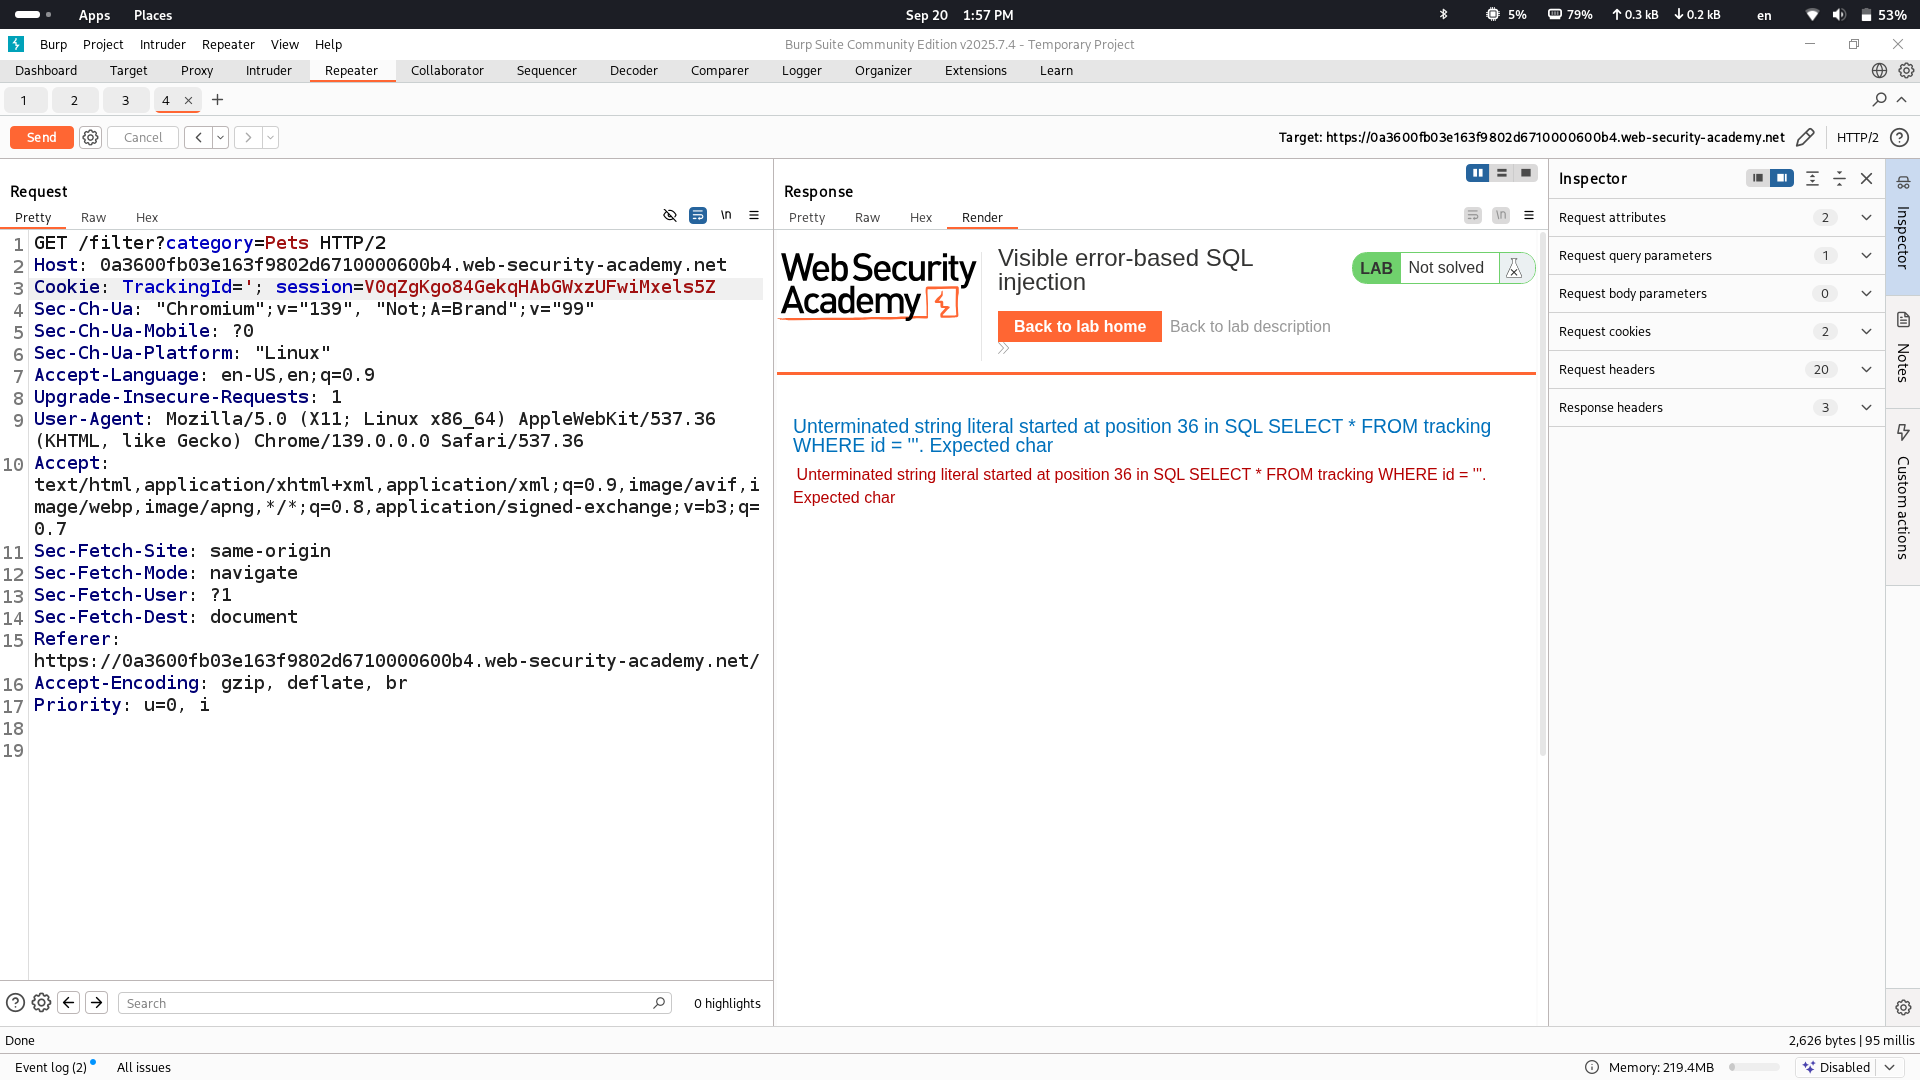 Apps Places Sep 20 1:57 PM 5% 79% 0.3 kB 0.2 kB en 53%
Burp Project Intruder Repeater View Help Burp Suite Community Edition v2025.7.4 - Temporary Project
Dashboard Target Proxy Intruder Repeater Collaborator Sequencer Decoder Comparer Logger Organizer Extensions Learn
1 2 3 4 × +
Send Cancel Target: https://0a3600fb03e163f9802d6710000600b4.web-security-academy.net HTTP/2
Request
Pretty Raw Hex \n
1 GET /filter?category=Pets HTTP/2
2 Host: 0a3600fb03e163f9802d6710000600b4.web-security-academy.net
3 Cookie: TrackingId='; session=V0qZgKgo84GekqHAbGWxzUFwiMxels5Z
4 Sec-Ch-Ua: "Chromium";v="139", "Not;A=Brand";v="99"
5 Sec-Ch-Ua-Mobile: ?0
6 Sec-Ch-Ua-Platform: "Linux"
7 Accept-Language: en-US,en;q=0.9
8 Upgrade-Insecure-Requests: 1
9 User-Agent: Mozilla/5.0 (X11; Linux x86_64) AppleWebKit/537.36
(KHTML, like Gecko) Chrome/139.0.0.0 Safari/537.36
10 Accept:
text/html,application/xhtml+xml,application/xml;q=0.9,image/avif,i
mage/webp,image/apng,*/*;q=0.8,application/signed-exchange;v=b3;q=
0.7
11 Sec-Fetch-Site: same-origin
12 Sec-Fetch-Mode: navigate
13 Sec-Fetch-User: ?1
14 Sec-Fetch-Dest: document
15 Referer:
https://0a3600fb03e163f9802d6710000600b4.web-security-academy.net/
16 Accept-Encoding: gzip, deflate, br
17 Priority: u=0, i
18
19
Search 0 highlights
Response
Pretty Raw Hex Render \n
Web Security
Academy
Visible error-based SQL
injection
LAB Not solved
Back to lab home Back to lab description
Unterminated string literal started at position 36 in SQL SELECT * FROM tracking
WHERE id = '''. Expected char
Unterminated string literal started at position 36 in SQL SELECT * FROM tracking WHERE id = '''.
Expected char
Inspector
Request attributes 2
Request query parameters 1
Request body parameters 0
Request cookies 2
Request headers 20
Response headers 3
Inspector
Notes
Custom actions
Done 2,626 bytes | 95 millis
Event log (2) All issues Memory: 219.4MB Disabled